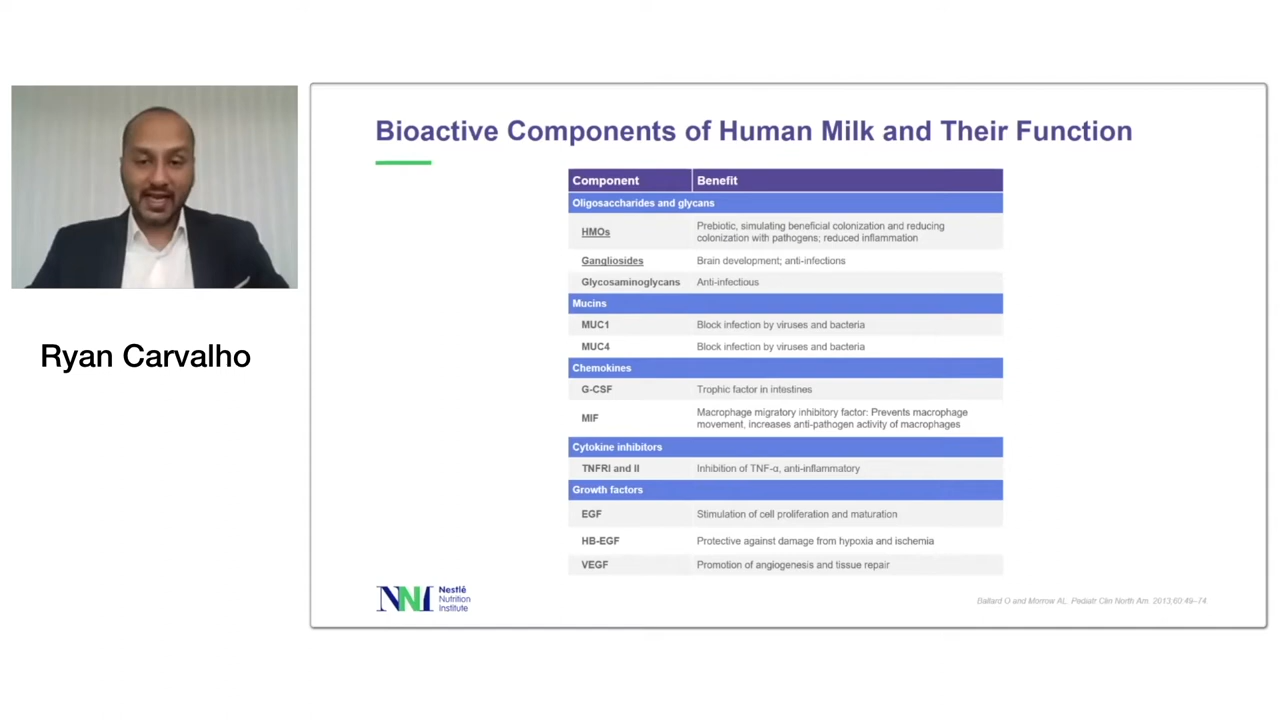 Bioactive Components of Human Milk and Their Function
Component Benefit
Oligosaccharides and glycans
HMOs Prebiotic, simulating beneficial colonization and reducing
colonization with pathogens; reduced inflammation
Gangliosides Brain development; anti-infections
Glycosaminoglycans Anti-infectious
Mucins
MUC1 Block infection by viruses and bacteria
MUC4 Block infection by viruses and bacteria
Chemokines
G-CSF Trophic factor in intestines
MIF Macrophage migratory inhibitory factor: Prevents macrophage
movement, increases anti-pathogen activity of macrophages
Cytokine inhibitors
TNFRI and II Inhibition of TNF-α, anti-inflammatory
Growth factors
EGF Stimulation of cell proliferation and maturation
HB-EGF Protective against damage from hypoxia and ischemia
VEGF Promotion of angiogenesis and tissue repair
Ryan Carvalho
NNI Nestlé
Nutrition
Institute
Ballard O and Morrow AL. Pediatr Clin North Am. 2013;60:49–74.